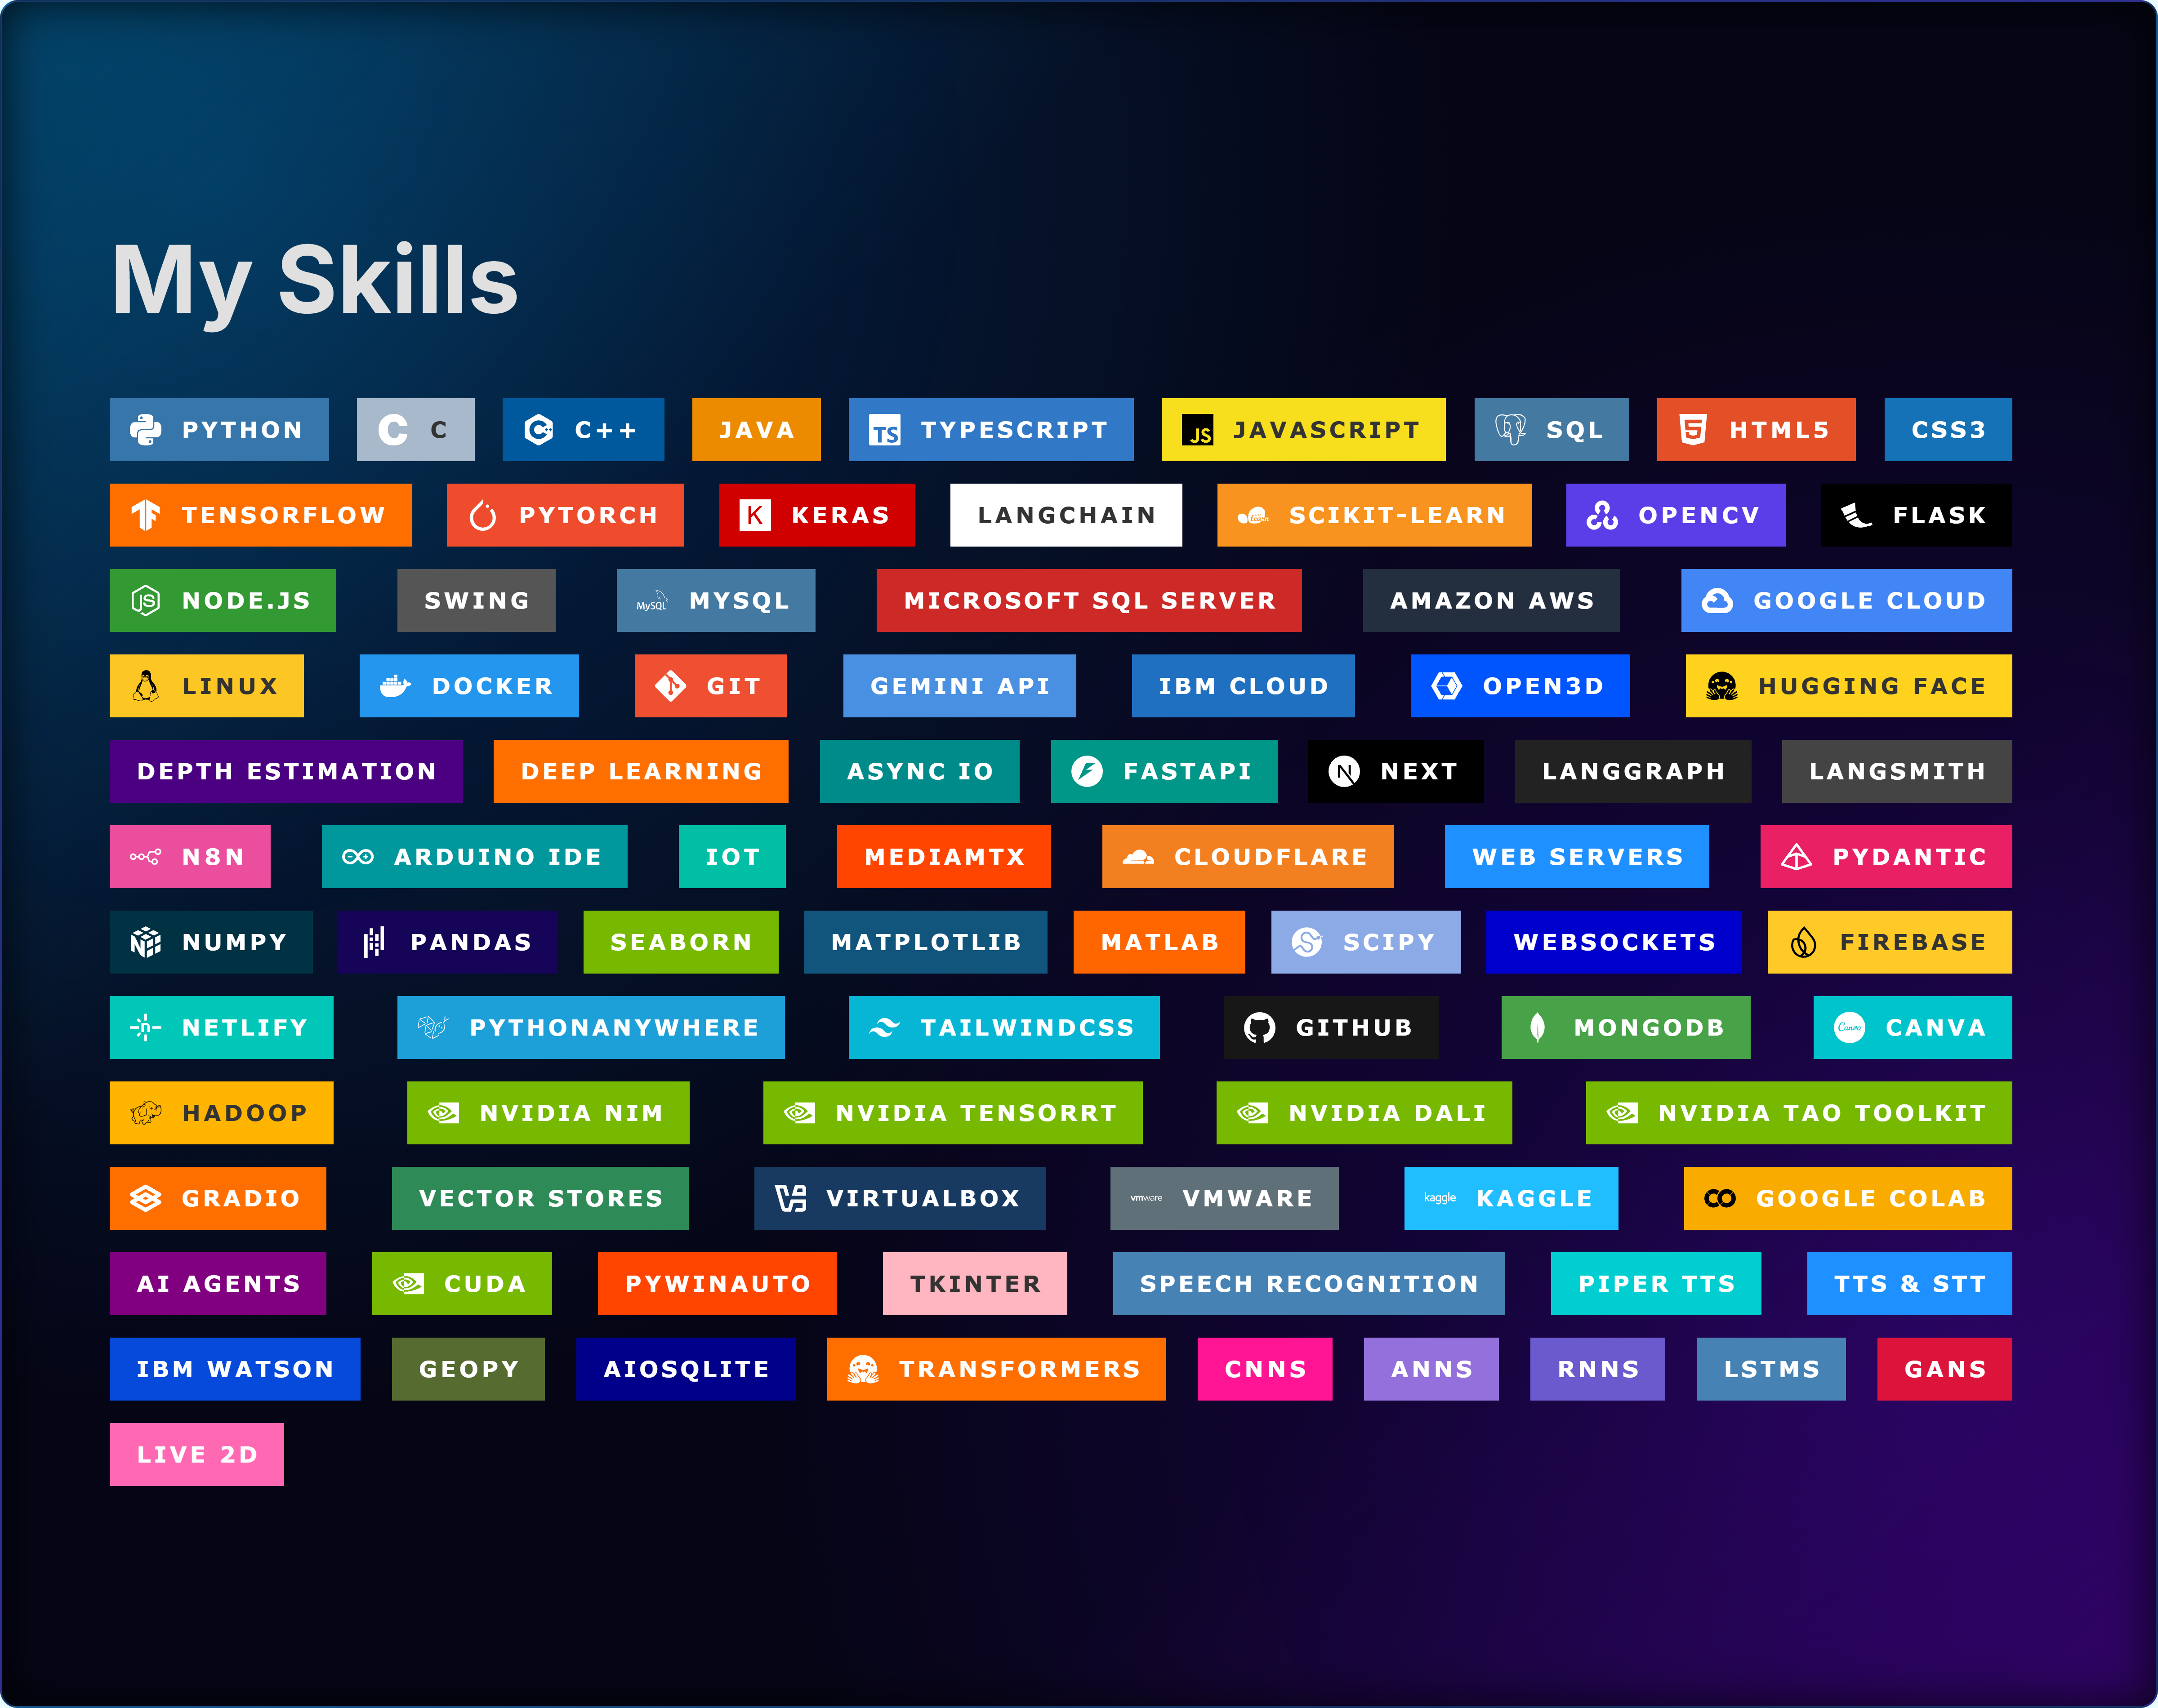 My Skills
PYTHON C C++ JAVA TS TYPESCRIPT JS JAVASCRIPT SQL HTML5 CSS3
TENSORFLOW PYTORCH K KERAS LANGCHAIN learn SCIKIT-LEARN OPENCV FLASK
NODE.JS SWING MySQL MYSQL MICROSOFT SQL SERVER AMAZON AWS GOOGLE CLOUD
LINUX DOCKER GIT GEMINI API IBM CLOUD OPEN3D HUGGING FACE
DEPTH ESTIMATION DEEP LEARNING ASYNC IO FASTAPI NEXT LANGGRAPH LANGSMITH
N8N ARDUINO IDE IOT MEDIAMTX CLOUDFLARE WEB SERVERS PYDANTIC
NUMPY PANDAS SEABORN MATPLOTLIB MATLAB SCIPY WEBSOCKETS FIREBASE
NETLIFY PYTHONANYWHERE TAILWINDCSS GITHUB MONGODB Canva CANVA
HADOOP NVIDIA NIM NVIDIA TENSORRT NVIDIA DALI NVIDIA TAO TOOLKIT
GRADIO VECTOR STORES VIRTUALBOX vmware VMWARE kaggle KAGGLE GOOGLE COLAB
AI AGENTS CUDA PYWINAUTO TKINTER SPEECH RECOGNITION PIPER TTS TTS & STT
IBM WATSON GEOPY AIOSQLITE TRANSFORMERS CNNS ANNS RNNS LSTMS GANS
LIVE 2D